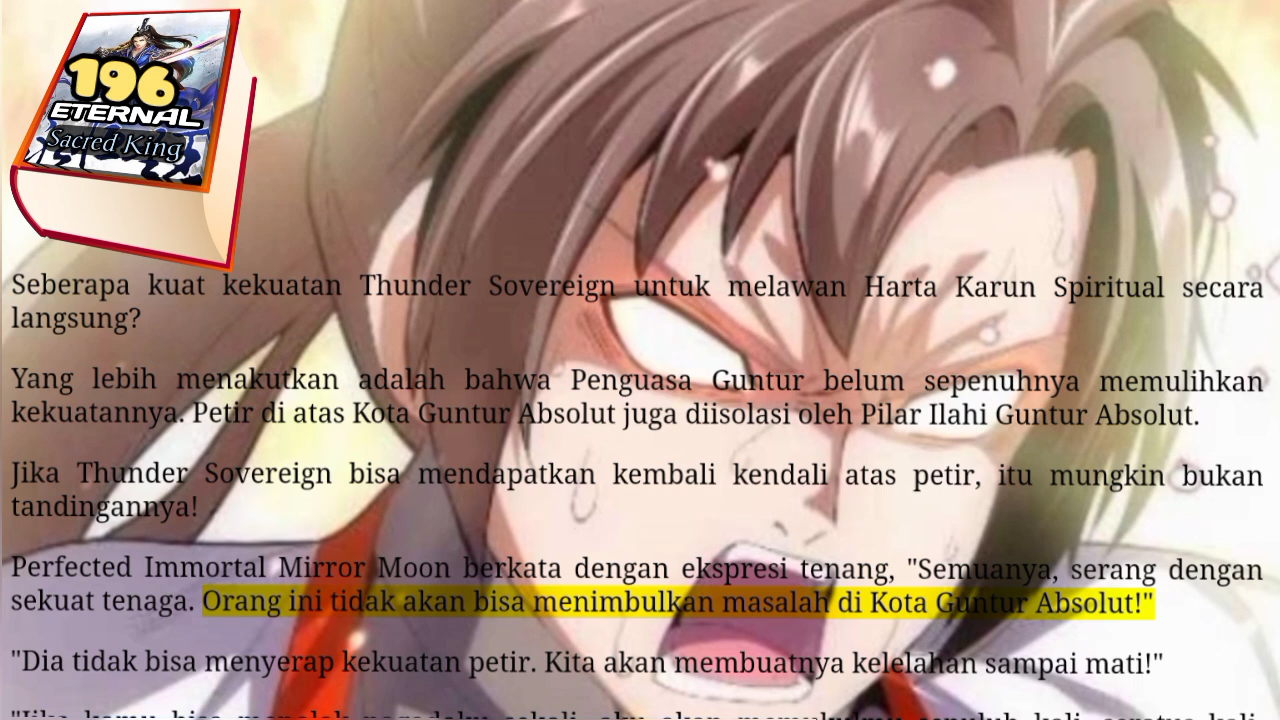 196
ETERNAL
Sacred King
Seberapa kuat kekuatan Thunder Sovereign untuk melawan Harta Karun Spiritual secara
langsung?
Yang lebih menakutkan adalah bahwa Penguasa Guntur belum sepenuhnya memulihkan
kekuatannya. Petir di atas Kota Guntur Absolut juga diisolasi oleh Pilar Ilahi Guntur Absolut.
Jika Thunder Sovereign bisa mendapatkan kembali kendali atas petir, itu mungkin bukan
tandingannya!
Perfected Immortal Mirror Moon berkata dengan ekspresi tenang, "Semuanya, serang dengan
sekuat tenaga. Orang ini tidak akan bisa menimbulkan masalah di Kota Guntur Absolut!"
"Dia tidak bisa menyerap kekuatan petir. Kita akan membuatnya kelelahan sampai mati!"